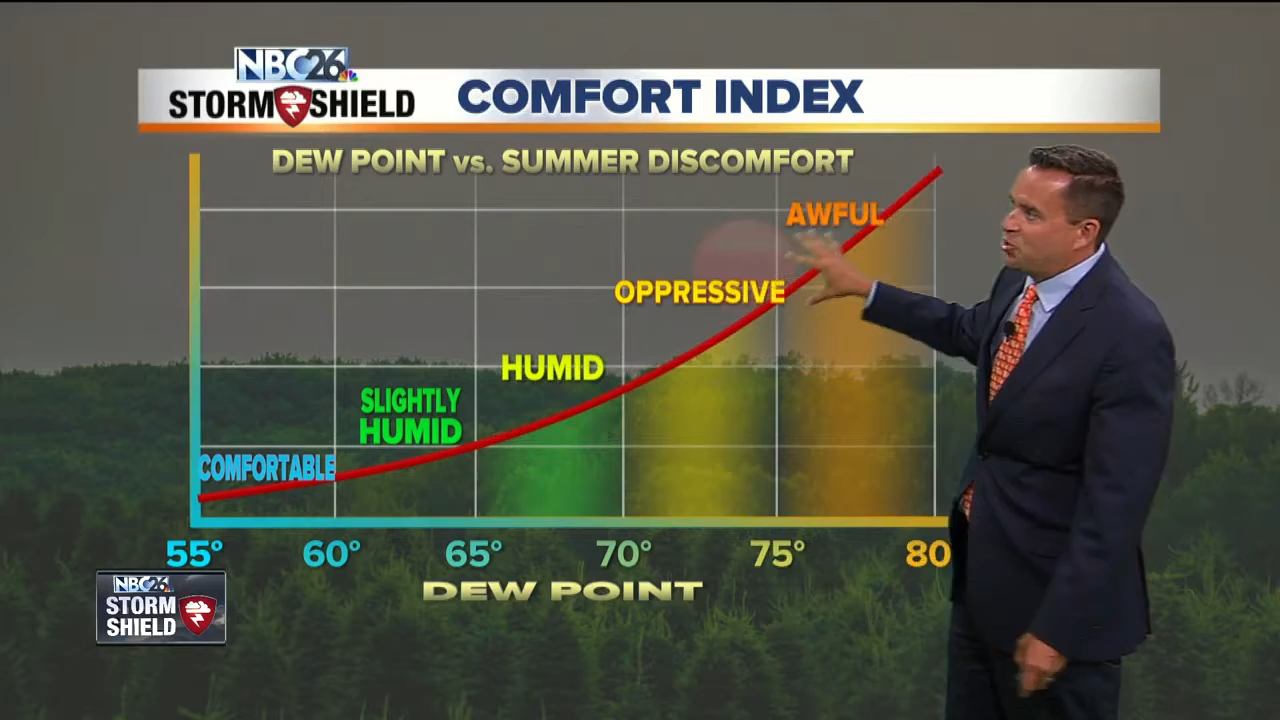 NBC26
STORM SHIELD
COMFORT INDEX
DEW POINT vs. SUMMER DISCOMFORT
AWFUL
OPPRESSIVE
HUMID
SLIGHTLY
HUMID
COMFORTABLE
55° 60° 65° 70° 75° 80
DEW POINT
NBC26
STORM
SHIELD